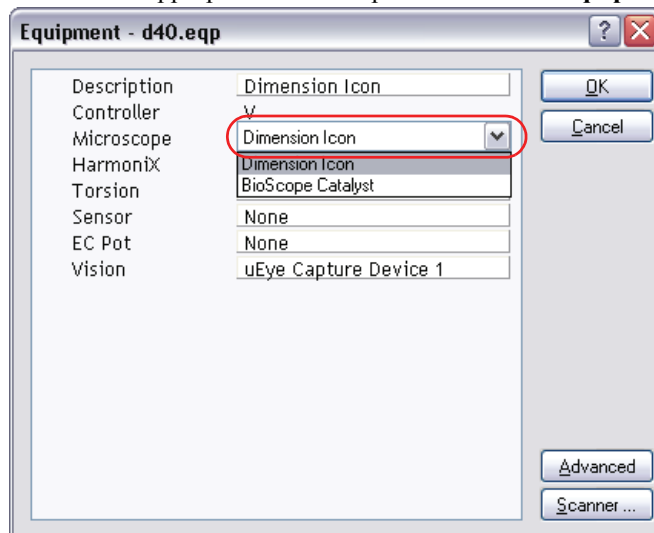 Equipment - d40.eqp
Description Dimension Icon
OK
Controller V
Cancel
Microscope Dimension Icon
HarmoniX Dimension Icon
Torsion BioScope Catalyst
Sensor None
EC Pot None
Vision uEye Capture Device 1
Advanced
Scanner ...